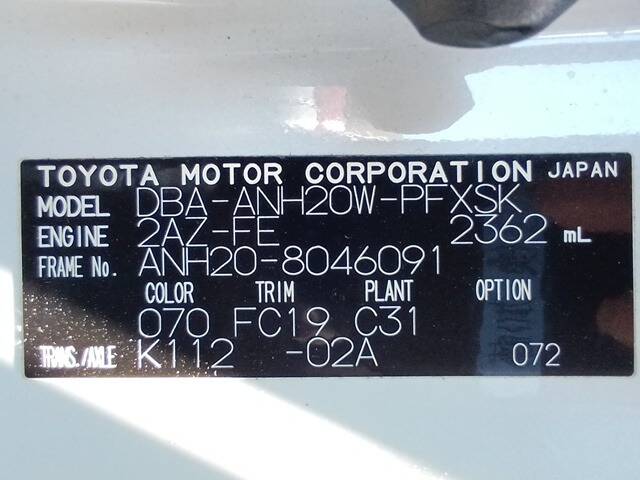 TOYOTA MOTOR CORPORATION JAPAN
MODEL DBA-ANH20W-PFXSK
ENGINE 2AZ-FE 2362 mL
FRAME No. ANH20-8046091
COLOR TRIM PLANT OPTION
070 FC19 C31
TRANS./AXLE K112 -02A 072